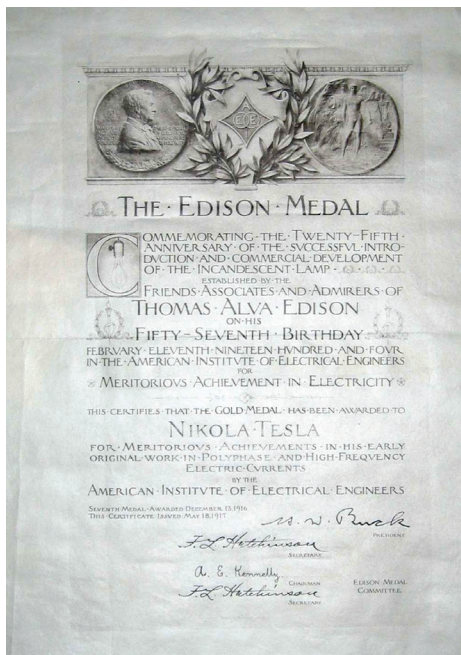 THE·EDISON·MEDAL
COMMEMORATING·THE·TWENTY-FIFTH·
ANNIVERSARY·OF·THE·SVCCESSFVL·INTRO-
DVCTION·AND·COMMERCIAL·DEVELOPMENT
OF·THE·INCANDESCENT·LAMP·
ESTABLISHED·BY·THE
FRIENDS·ASSOCIATES·AND·ADMIRERS·OF
THOMAS·ALVA·EDISON
ON·HIS
FIFTY-SEVENTH·BIRTHDAY
FEBRVARY·ELEVENTH·NINETEEN·HVNDRED·AND·FOVR
IN·THE·AMERICAN·INSTITVTE·OF·ELECTRICAL·ENGINEERS
FOR
MERITORIOVS·ACHIEVEMENT·IN·ELECTRICITY
THIS·CERTIFIES·THAT·THE·GOLD·MEDAL·HAS·BEEN·AWARDED·TO
NIKOLA·TESLA
FOR·MERITORIOVS·ACHIEVEMENTS·IN·HIS·EARLY
ORIGINAL·WORK·IN·POLYPHASE·AND·HIGH-FREQVENCY
ELECTRIC·CVRRENTS
BY·THE
AMERICAN·INSTITVTE·OF·ELECTRICAL·ENGINEERS
SEVENTH·MEDAL·AWARDED·DECEMBER·13,1916
THIS·CERTIFICATE·ISSUED·MAY·18,1917
H. W. Buck
PRESIDENT
F. L. Hutchinson
SECRETARY
A. E. Kennelly
CHAIRMAN
EDISON·MEDAL
COMMITTEE
F. L. Hutchinson
SECRETARY